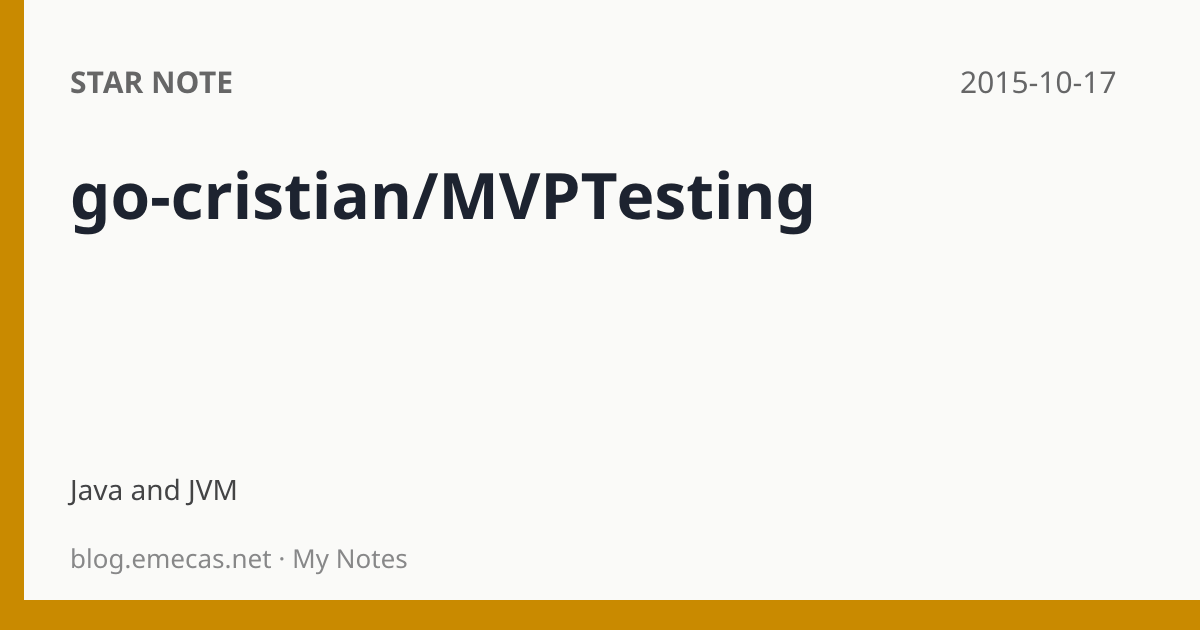 STAR NOTE
2015-10-17
go-cristian/MVPTesting
Java and JVM
blog.emecas.net · My Notes